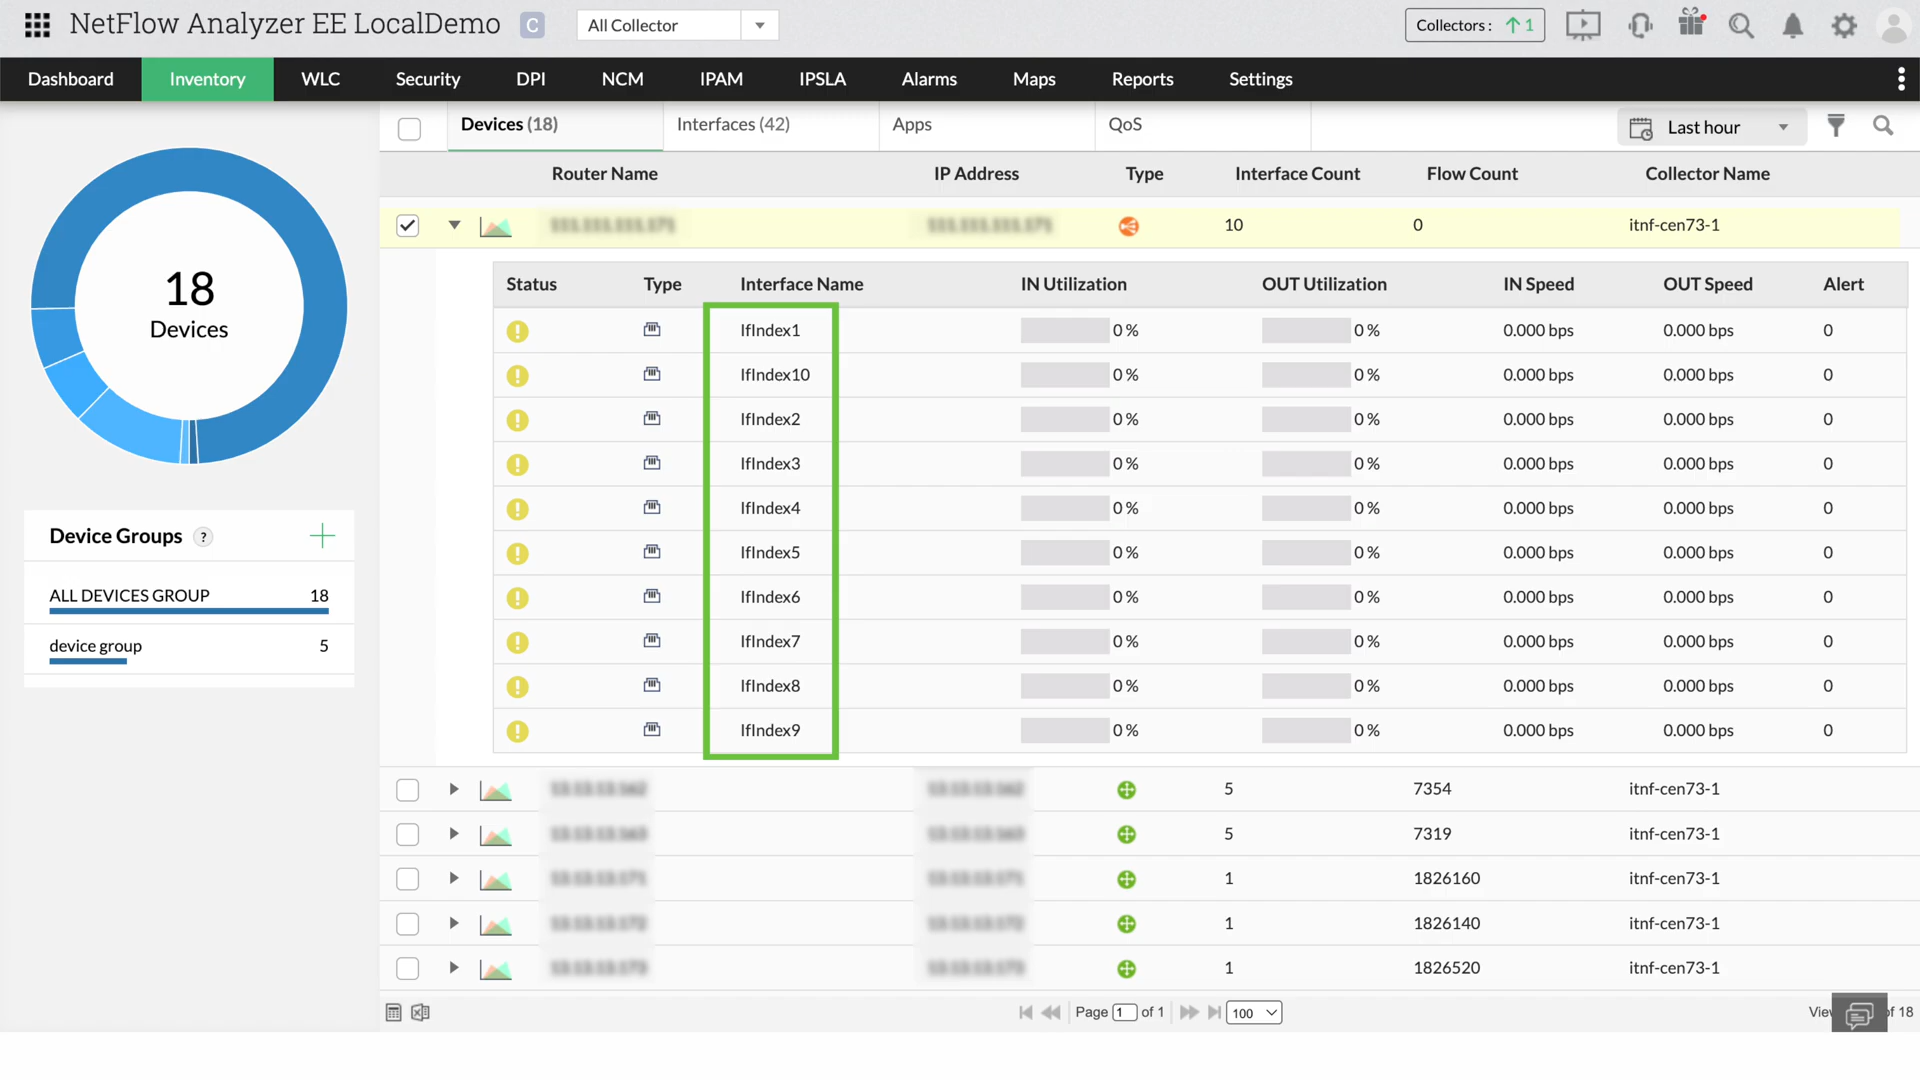 NetFlow Analyzer EE LocalDemo C All Collector Collectors : ↑ 1
Dashboard Inventory WLC Security DPI NCM IPAM IPSLA Alarms Maps Reports Settings
Devices (18) Interfaces (42) Apps QoS Last hour
Router Name IP Address Type Interface Count Flow Count Collector Name
10 0 itnf-cen73-1
Status Type Interface Name IN Utilization OUT Utilization IN Speed OUT Speed Alert
IfIndex1 0 % 0 % 0.000 bps 0.000 bps 0
IfIndex10 0 % 0 % 0.000 bps 0.000 bps 0
IfIndex2 0 % 0 % 0.000 bps 0.000 bps 0
IfIndex3 0 % 0 % 0.000 bps 0.000 bps 0
IfIndex4 0 % 0 % 0.000 bps 0.000 bps 0
IfIndex5 0 % 0 % 0.000 bps 0.000 bps 0
IfIndex6 0 % 0 % 0.000 bps 0.000 bps 0
IfIndex7 0 % 0 % 0.000 bps 0.000 bps 0
IfIndex8 0 % 0 % 0.000 bps 0.000 bps 0
IfIndex9 0 % 0 % 0.000 bps 0.000 bps 0
5 7354 itnf-cen73-1
5 7319 itnf-cen73-1
1 1826160 itnf-cen73-1
1 1826140 itnf-cen73-1
1 1826520 itnf-cen73-1
Page 1 of 1 100 of 18
18
Devices
Device Groups ?
ALL DEVICES GROUP 18
device group 5